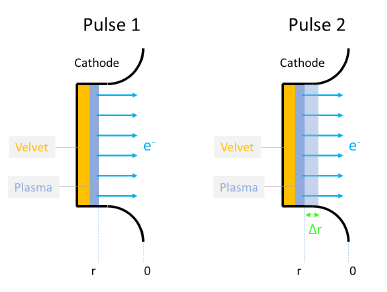 Pulse 1
Cathode
Velvet
e-
Plasma
r
0
Pulse 2
Cathode
Velvet
e-
Plasma
Δr
r
0